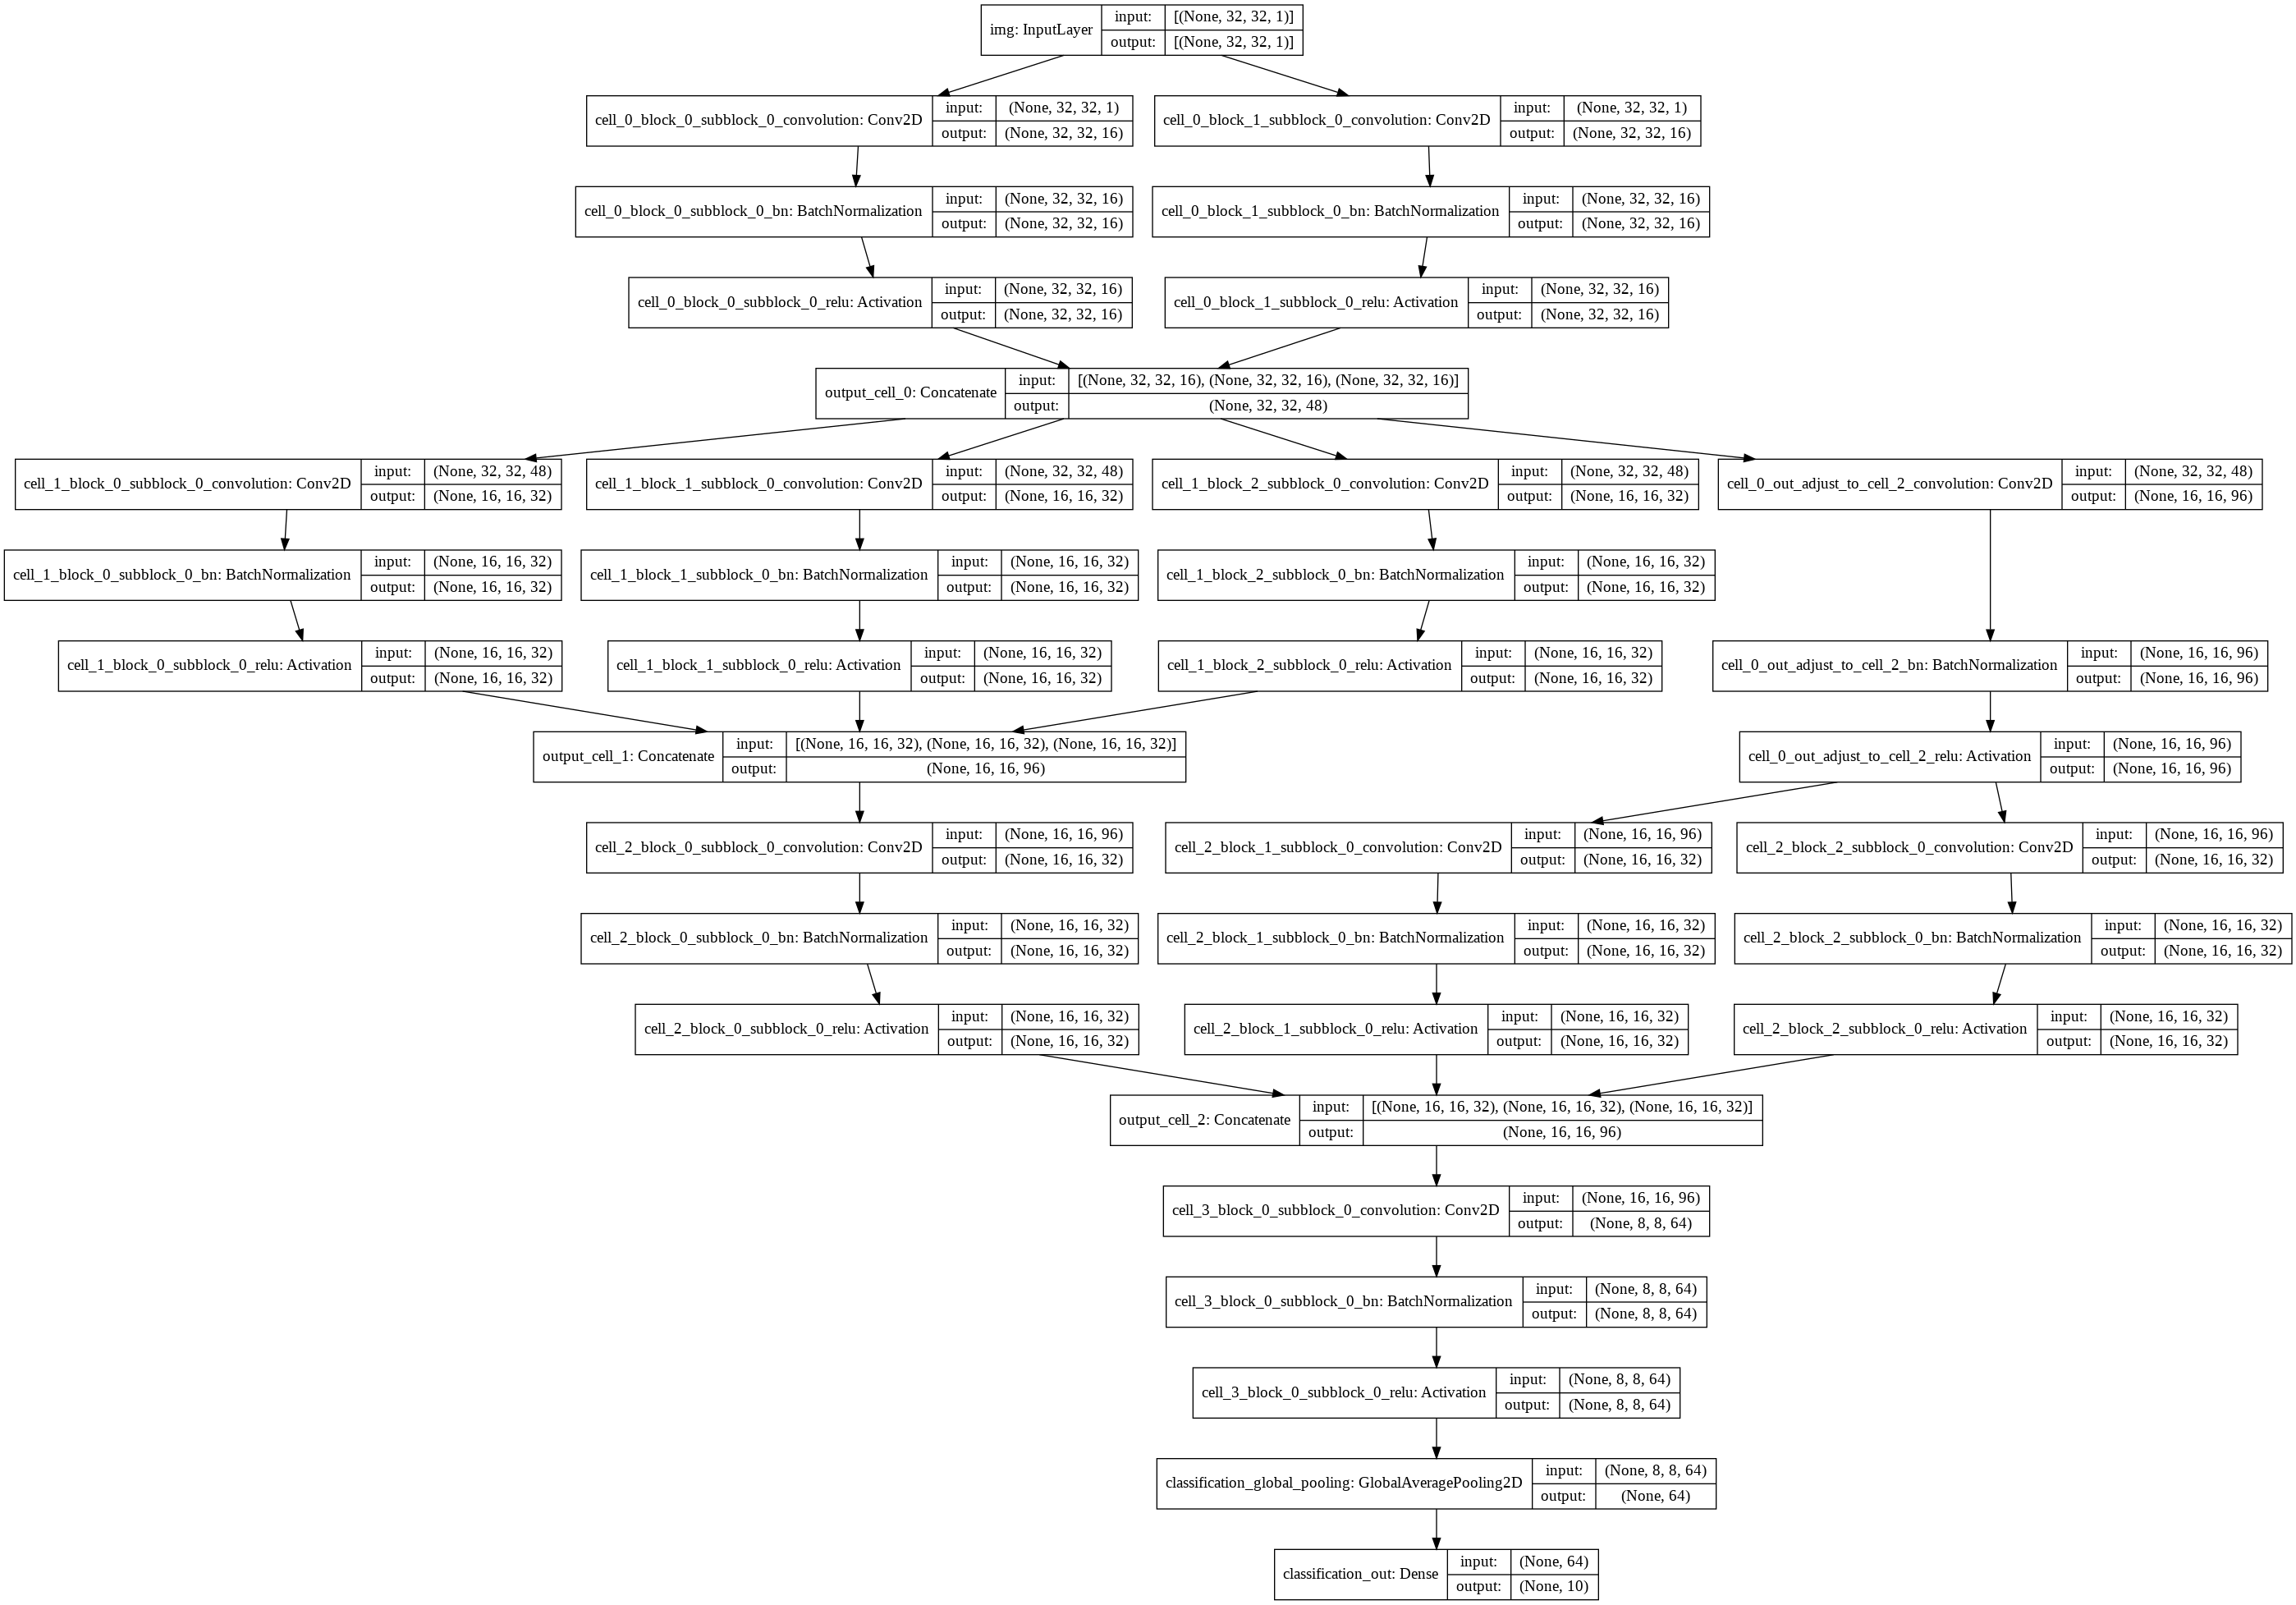 img: InputLayer input: [(None, 32, 32, 1)]
output: [(None, 32, 32, 1)]
cell_0_block_0_subblock_0_convolution: Conv2D input: (None, 32, 32, 1)
output: (None, 32, 32, 16)
cell_0_block_1_subblock_0_convolution: Conv2D input: (None, 32, 32, 1)
output: (None, 32, 32, 16)
cell_0_block_0_subblock_0_bn: BatchNormalization input: (None, 32, 32, 16)
output: (None, 32, 32, 16)
cell_0_block_1_subblock_0_bn: BatchNormalization input: (None, 32, 32, 16)
output: (None, 32, 32, 16)
cell_0_block_0_subblock_0_relu: Activation input: (None, 32, 32, 16)
output: (None, 32, 32, 16)
cell_0_block_1_subblock_0_relu: Activation input: (None, 32, 32, 16)
output: (None, 32, 32, 16)
output_cell_0: Concatenate input: [(None, 32, 32, 16), (None, 32, 32, 16), (None, 32, 32, 16)]
output: (None, 32, 32, 48)
cell_1_block_0_subblock_0_convolution: Conv2D input: (None, 32, 32, 48)
output: (None, 16, 16, 32)
cell_1_block_1_subblock_0_convolution: Conv2D input: (None, 32, 32, 48)
output: (None, 16, 16, 32)
cell_1_block_2_subblock_0_convolution: Conv2D input: (None, 32, 32, 48)
output: (None, 16, 16, 32)
cell_0_out_adjust_to_cell_2_convolution: Conv2D input: (None, 32, 32, 48)
output: (None, 16, 16, 96)
cell_1_block_0_subblock_0_bn: BatchNormalization input: (None, 16, 16, 32)
output: (None, 16, 16, 32)
cell_1_block_1_subblock_0_bn: BatchNormalization input: (None, 16, 16, 32)
output: (None, 16, 16, 32)
cell_1_block_2_subblock_0_bn: BatchNormalization input: (None, 16, 16, 32)
output: (None, 16, 16, 32)
cell_1_block_0_subblock_0_relu: Activation input: (None, 16, 16, 32)
output: (None, 16, 16, 32)
cell_1_block_1_subblock_0_relu: Activation input: (None, 16, 16, 32)
output: (None, 16, 16, 32)
cell_1_block_2_subblock_0_relu: Activation input: (None, 16, 16, 32)
output: (None, 16, 16, 32)
cell_0_out_adjust_to_cell_2_bn: BatchNormalization input: (None, 16, 16, 96)
output: (None, 16, 16, 96)
output_cell_1: Concatenate input: [(None, 16, 16, 32), (None, 16, 16, 32), (None, 16, 16, 32)]
output: (None, 16, 16, 96)
cell_0_out_adjust_to_cell_2_relu: Activation input: (None, 16, 16, 96)
output: (None, 16, 16, 96)
cell_2_block_0_subblock_0_convolution: Conv2D input: (None, 16, 16, 96)
output: (None, 16, 16, 32)
cell_2_block_1_subblock_0_convolution: Conv2D input: (None, 16, 16, 96)
output: (None, 16, 16, 32)
cell_2_block_2_subblock_0_convolution: Conv2D input: (None, 16, 16, 96)
output: (None, 16, 16, 32)
cell_2_block_0_subblock_0_bn: BatchNormalization input: (None, 16, 16, 32)
output: (None, 16, 16, 32)
cell_2_block_1_subblock_0_bn: BatchNormalization input: (None, 16, 16, 32)
output: (None, 16, 16, 32)
cell_2_block_2_subblock_0_bn: BatchNormalization input: (None, 16, 16, 32)
output: (None, 16, 16, 32)
cell_2_block_0_subblock_0_relu: Activation input: (None, 16, 16, 32)
output: (None, 16, 16, 32)
cell_2_block_1_subblock_0_relu: Activation input: (None, 16, 16, 32)
output: (None, 16, 16, 32)
cell_2_block_2_subblock_0_relu: Activation input: (None, 16, 16, 32)
output: (None, 16, 16, 32)
output_cell_2: Concatenate input: [(None, 16, 16, 32), (None, 16, 16, 32), (None, 16, 16, 32)]
output: (None, 16, 16, 96)
cell_3_block_0_subblock_0_convolution: Conv2D input: (None, 16, 16, 96)
output: (None, 8, 8, 64)
cell_3_block_0_subblock_0_bn: BatchNormalization input: (None, 8, 8, 64)
output: (None, 8, 8, 64)
cell_3_block_0_subblock_0_relu: Activation input: (None, 8, 8, 64)
output: (None, 8, 8, 64)
classification_global_pooling: GlobalAveragePooling2D input: (None, 8, 8, 64)
output: (None, 64)
classification_out: Dense input: (None, 64)
output: (None, 10)